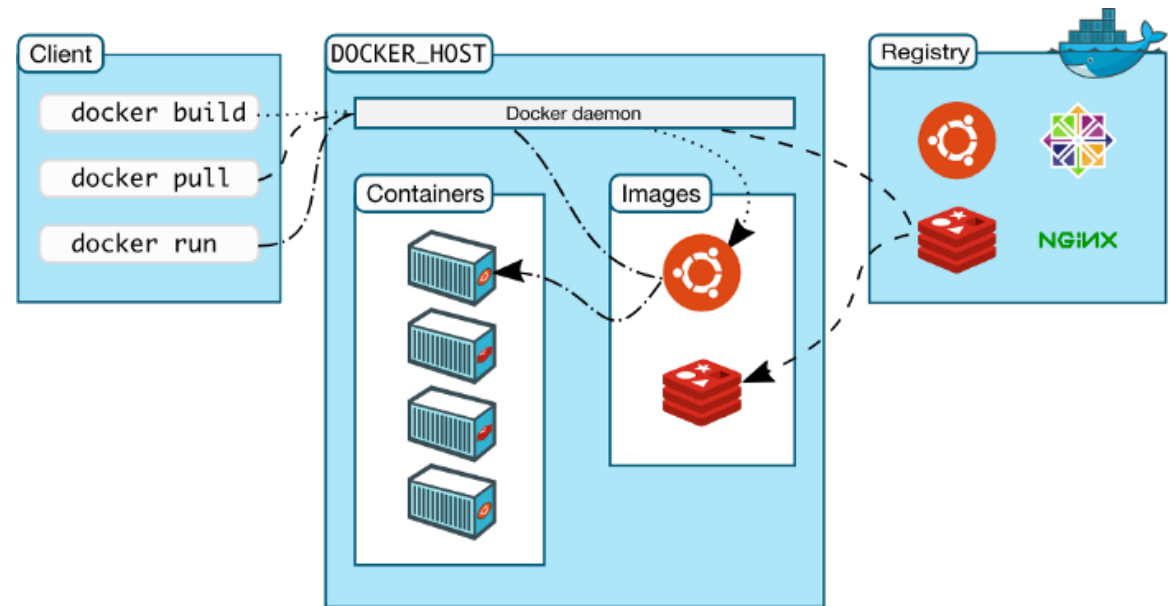 Client
DOCKER_HOST
Registry
docker build
Docker daemon
docker pull
Containers
Images
docker run
NGiNX